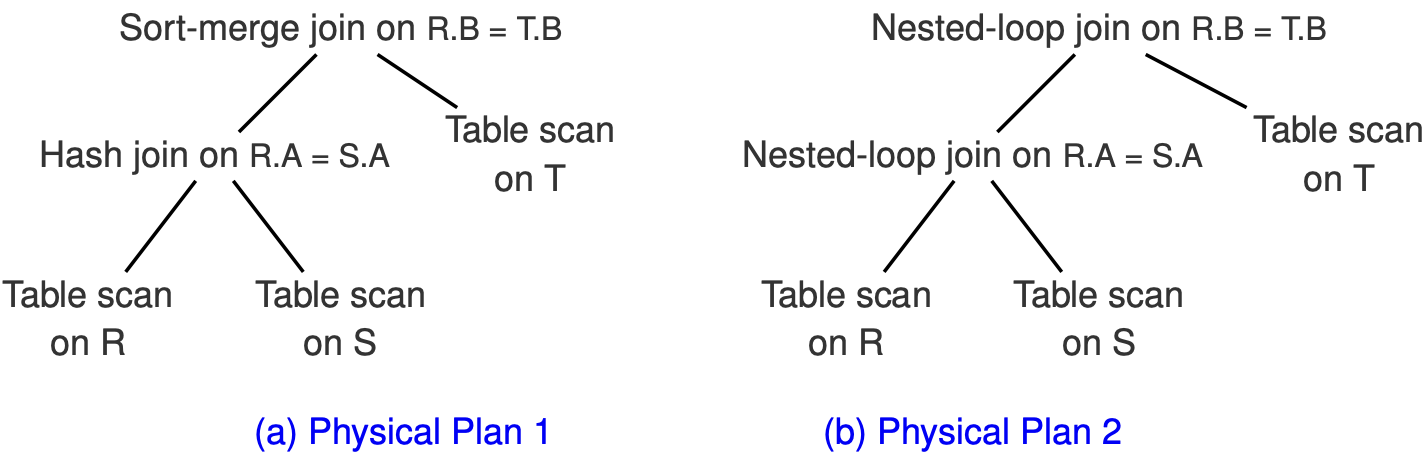 Sort-merge join on R.B = T.B
Hash join on R.A = S.A
Table scan
on T
Table scan
on R
Table scan
on S
(a) Physical Plan 1
Nested-loop join on R.B = T.B
Nested-loop join on R.A = S.A
Table scan
on T
Table scan
on R
Table scan
on S
(b) Physical Plan 2